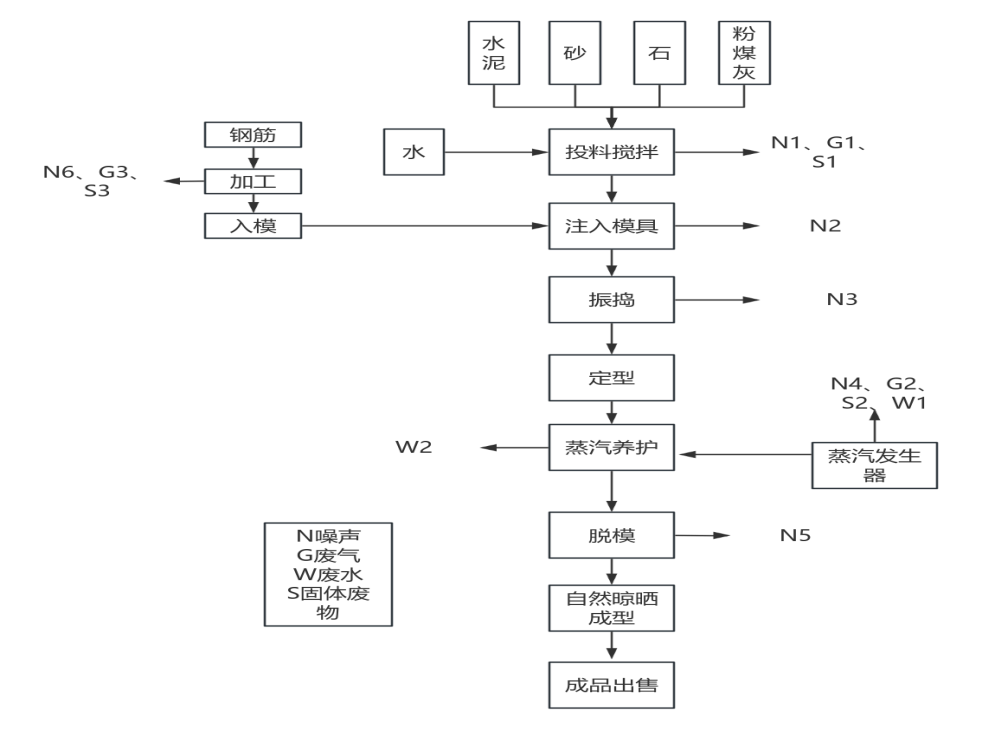 水
泥
砂
石
粉
煤
灰
钢筋
水
投料搅拌
N1、G1、
S1
N6、G3、
S3
加工
入模
注入模具
N2
振捣
N3
定型
N4、G2、
S2、W1
W2
蒸汽养护
蒸汽发生
器
脱模
N5
N噪声
G废气
W废水
S固体废
物
自然晾晒
成型
成品出售